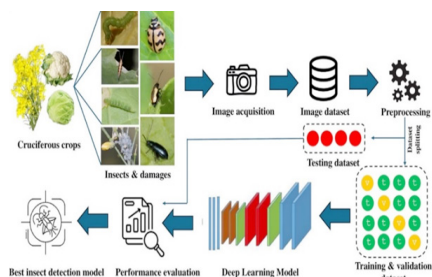 Cruciferous crops
Insects & damages
Image acquisition
Image dataset
Preprocessing
Dataset
splitting
Testing dataset
Training & validation
dataset
Deep Learning Model
Performance evaluation
Best insect detection model